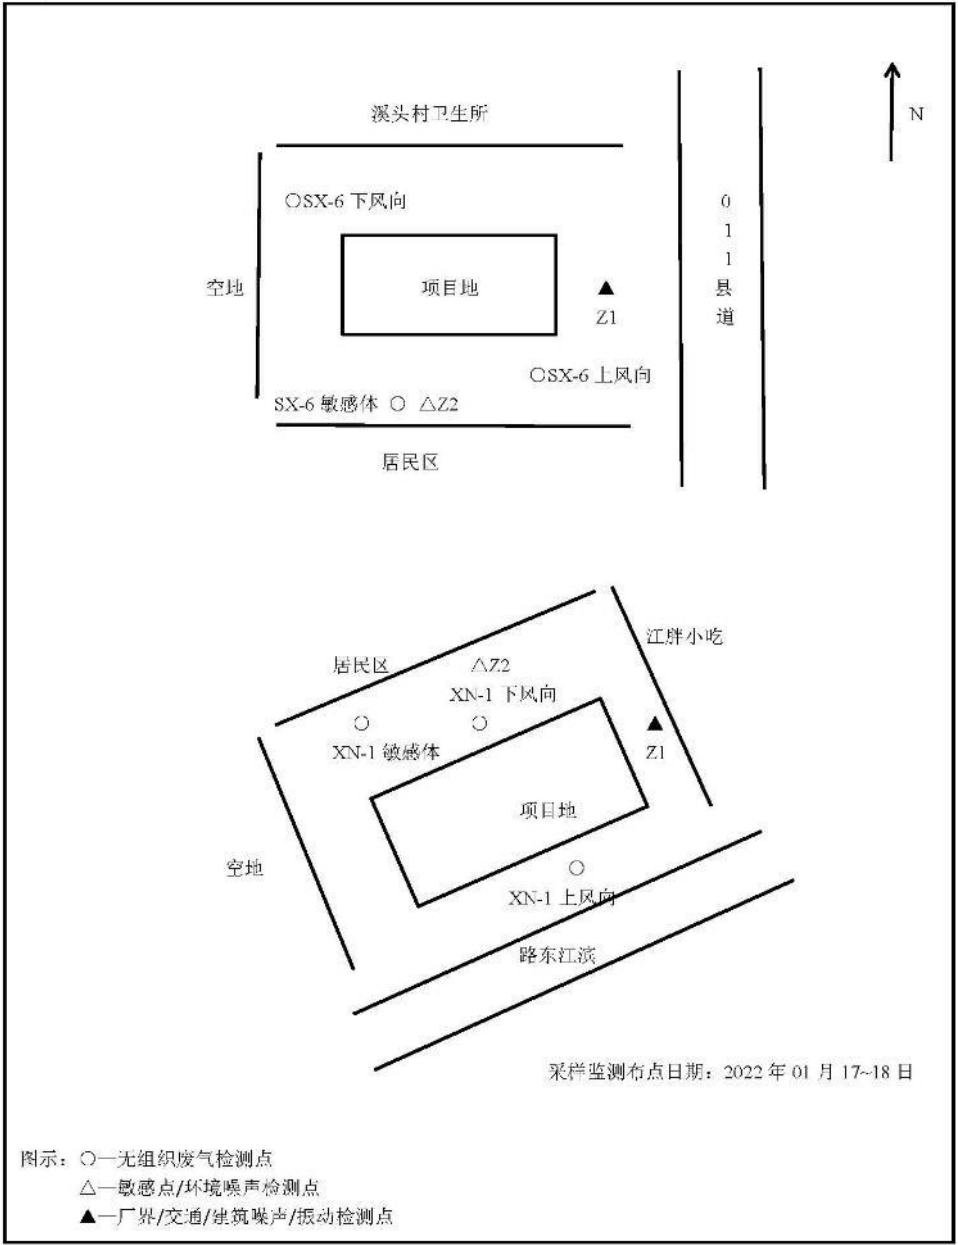 溪头村卫生所
N
○SX-6 下风向
011县道
空地
项目地
▲
Z1
○SX-6 上风向
SX-6 敏感体 ○ △Z2
居民区
江胖小吃
居民区
△Z2
XN-1 下风向
○
○
▲
XN-1 敏感体
Z1
项目地
空地
○
XN-1 上风向
路东江滨
采样监测布点日期：2022 年 01 月 17~18 日
图示：○—无组织废气检测点
△—敏感点/环境噪声检测点
▲—厂界/交通/建筑噪声/振动检测点